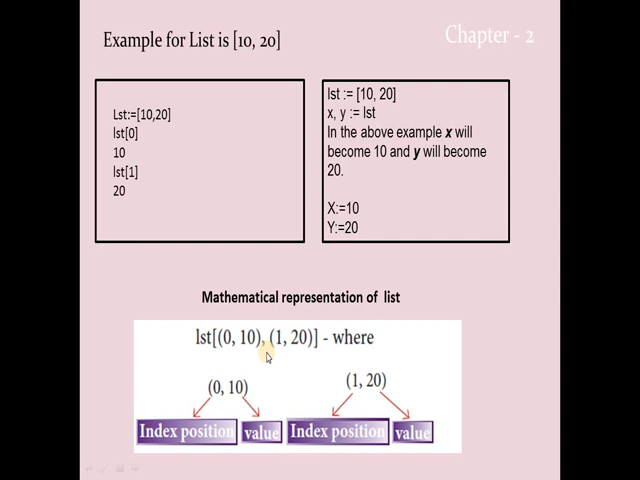 Example for List is [10, 20]
Chapter - 2
Lst:=[10,20]
lst[0]
10
lst[1]
20
lst := [10, 20]
x, y := lst
In the above example x will
become 10 and y will become
20.
X:=10
Y:=20
Mathematical representation of list
lst[(0, 10), (1, 20)] - where
(0, 10)
(1, 20)
Index position
value
Index position
value